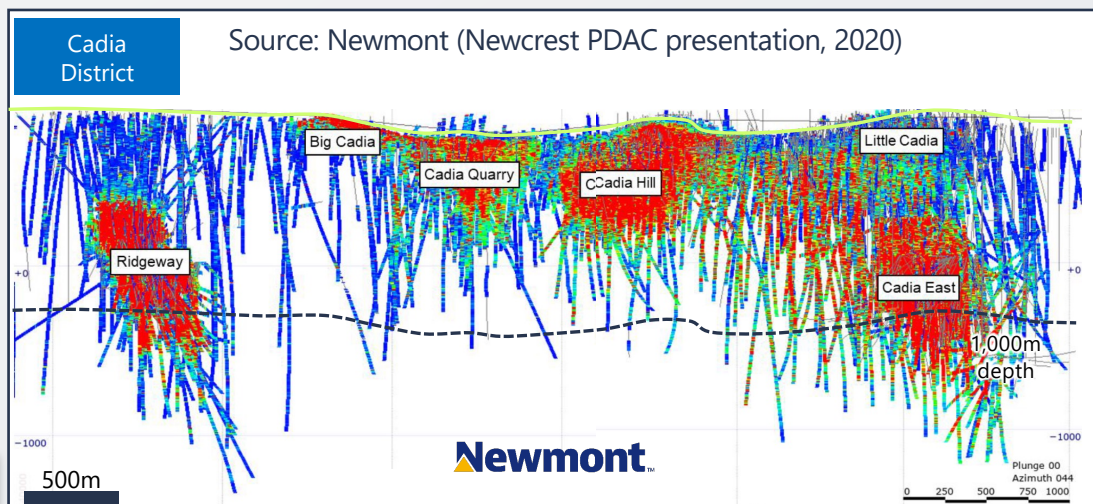 Cadia
District
Source: Newmont (Newcrest PDAC presentation, 2020)
Big Cadia
Little Cadia
Cadia Quarry
C
Cadia Hill
Ridgeway
+0
+0
Cadia East
1,000m
depth
-1000
-1000
Newmont™
Plunge 00
Azimuth 044
500m
0 250 500 750 1000